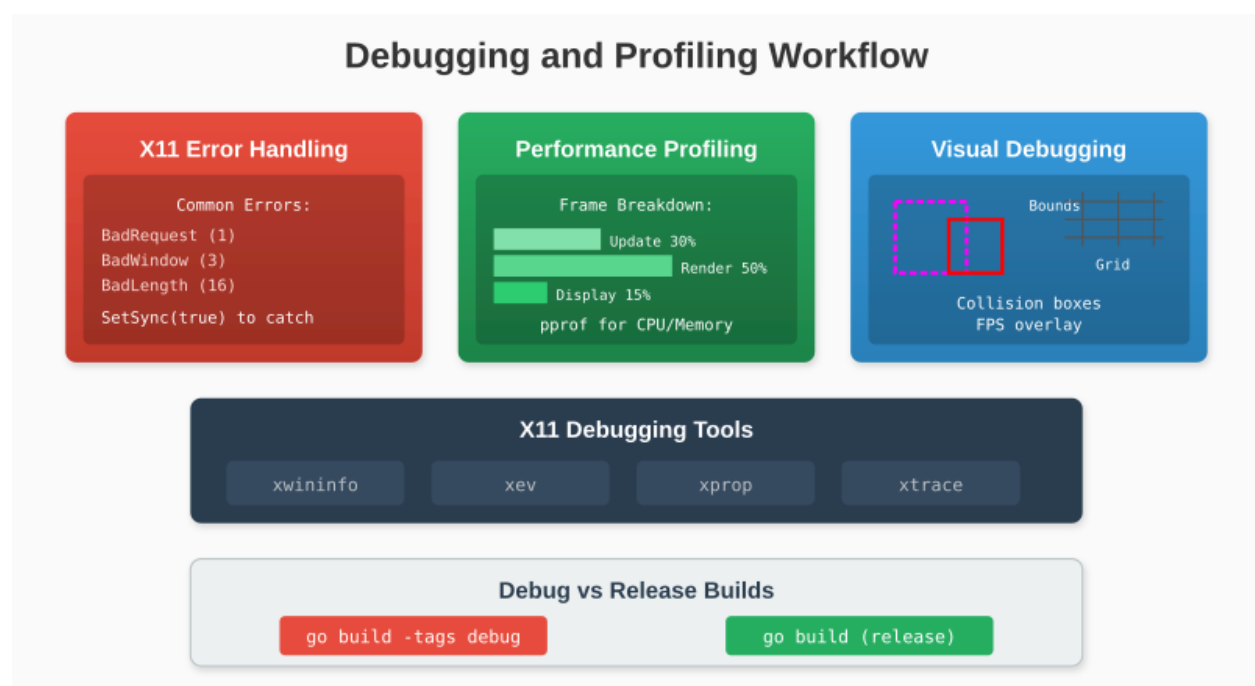 Debugging and Profiling Workflow
X11 Error Handling
Common Errors:
BadRequest (1)
BadWindow (3)
BadLength (16)
SetSync(true) to catch
Performance Profiling
Frame Breakdown:
Update 30%
Render 50%
Display 15%
pprof for CPU/Memory
Visual Debugging
Bounds
Grid
Collision boxes
FPS overlay
X11 Debugging Tools
xwininfo
xev
xprop
xtrace
Debug vs Release Builds
go build -tags debug
go build (release)